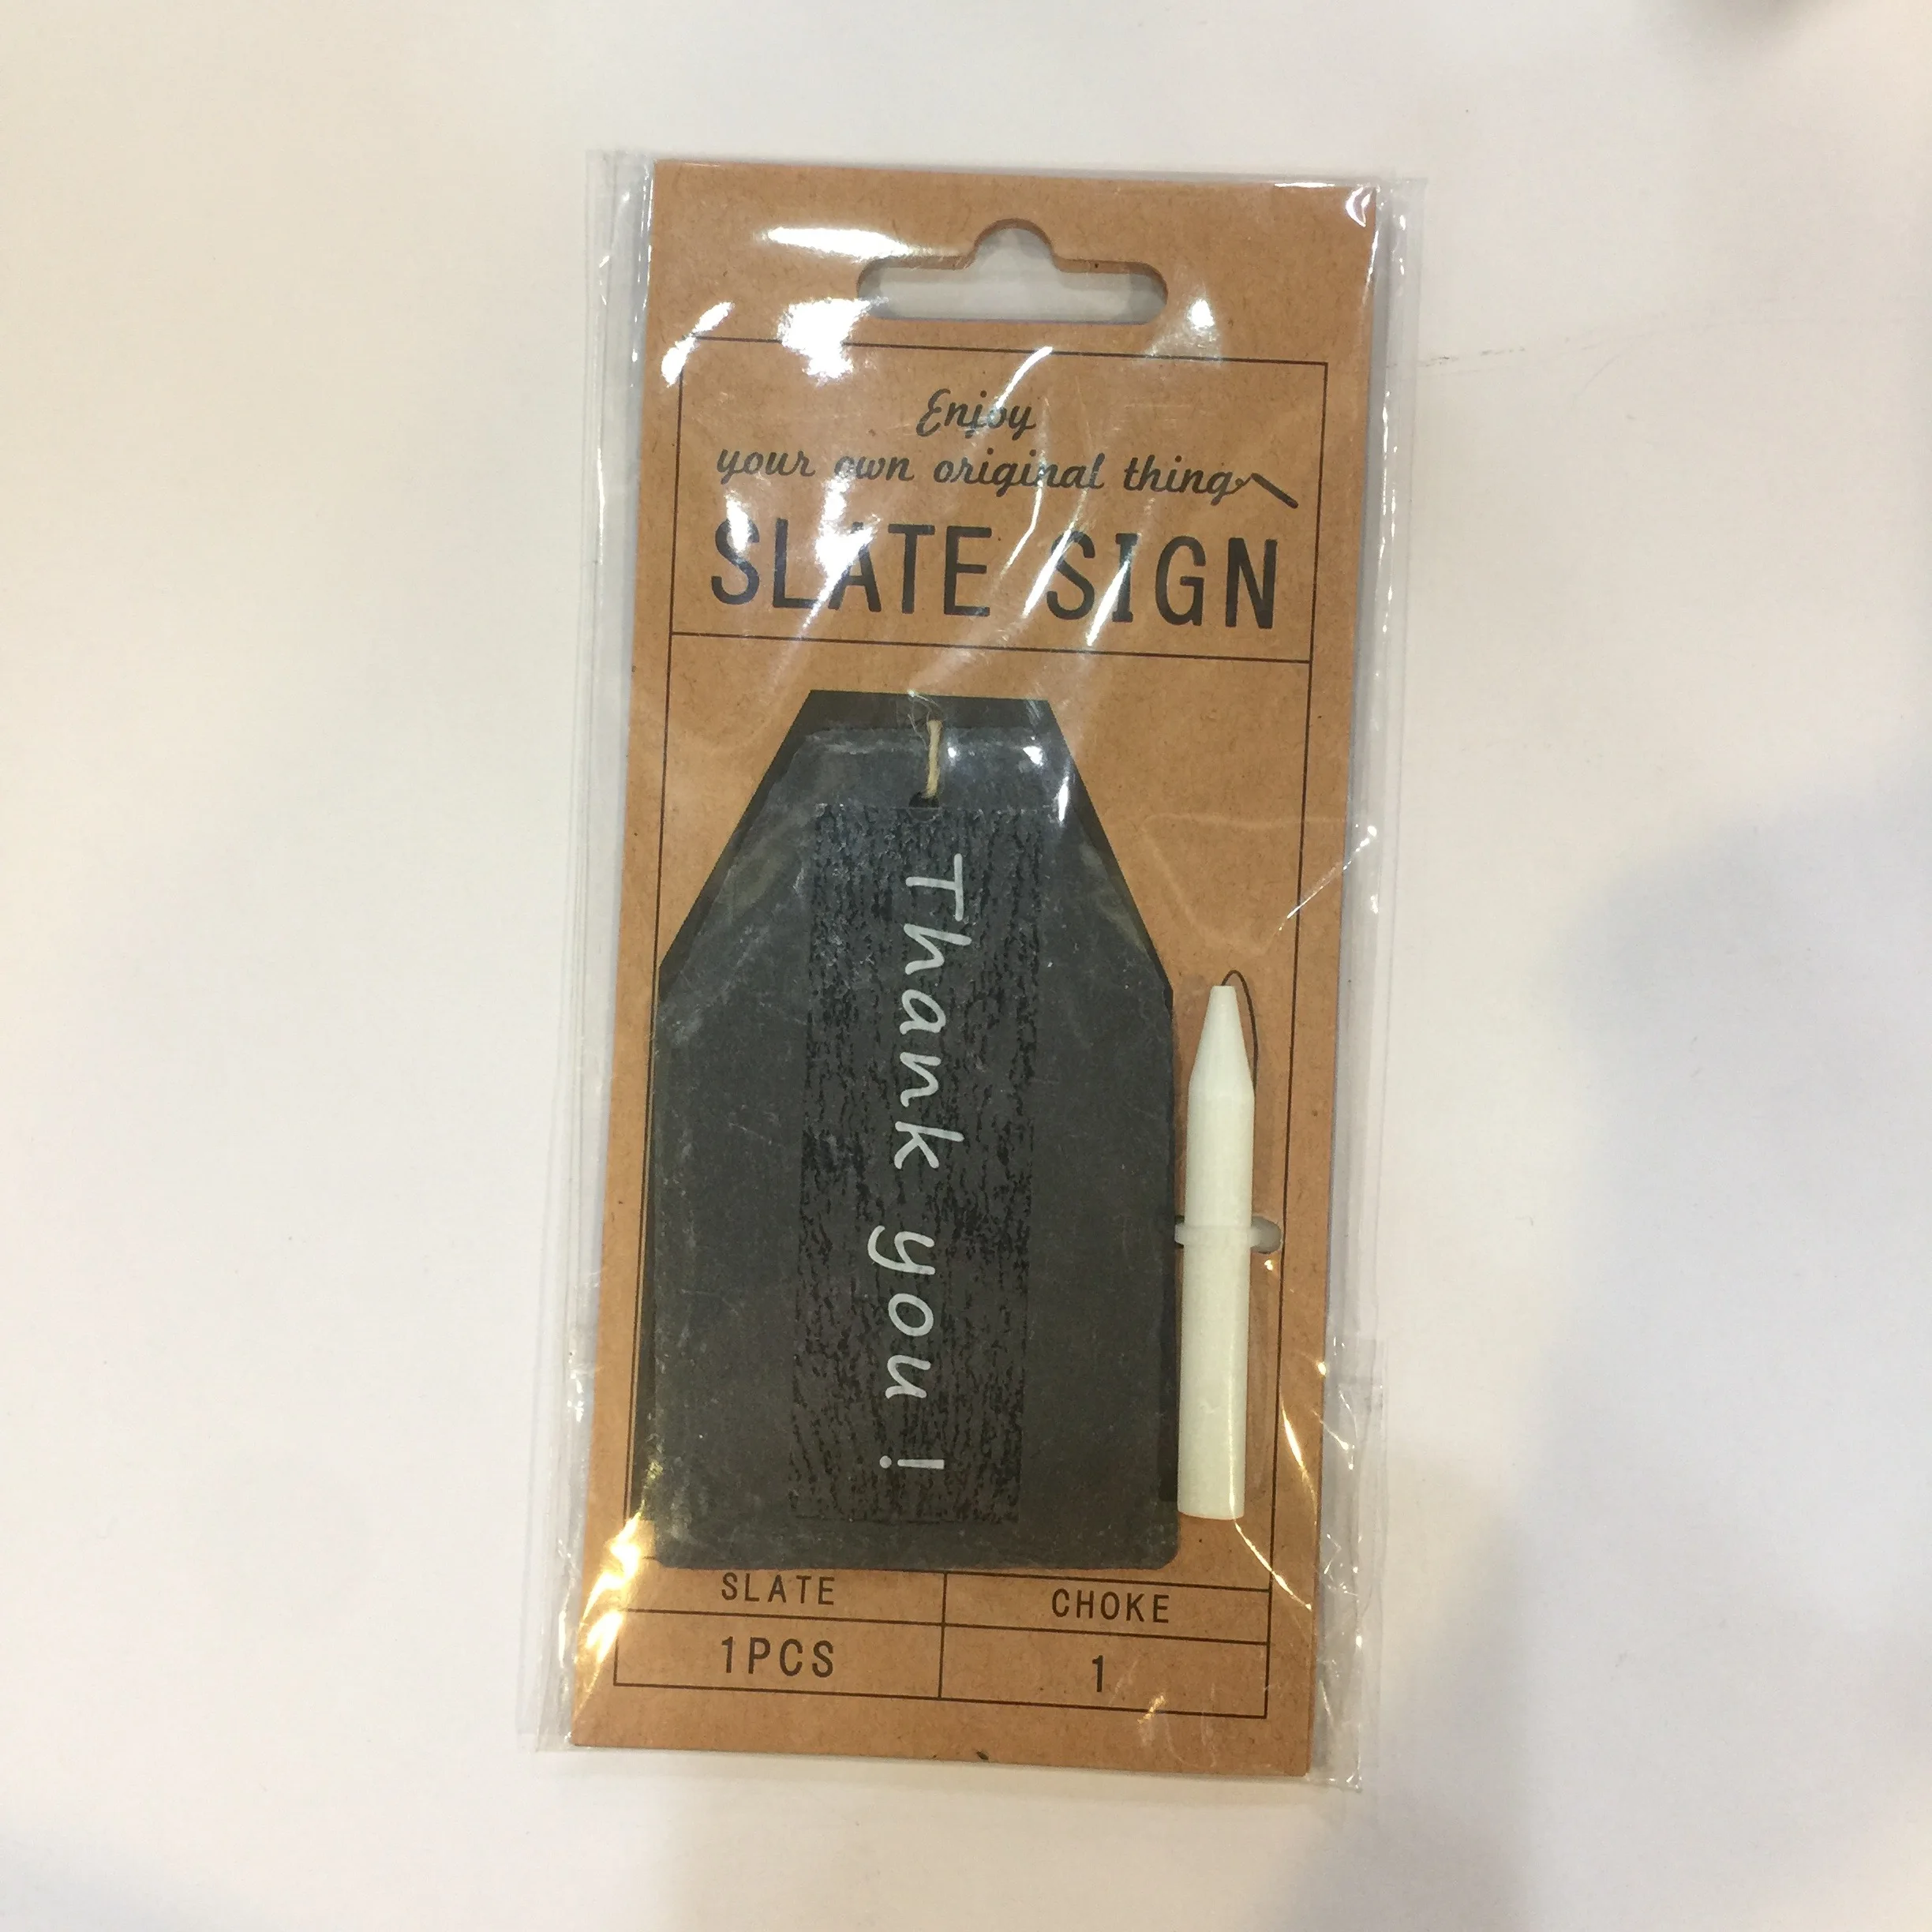 Enjoy
your own original thing
SLATE SIGN
Thank you!
SLATE
CHOKE
1PCS
1